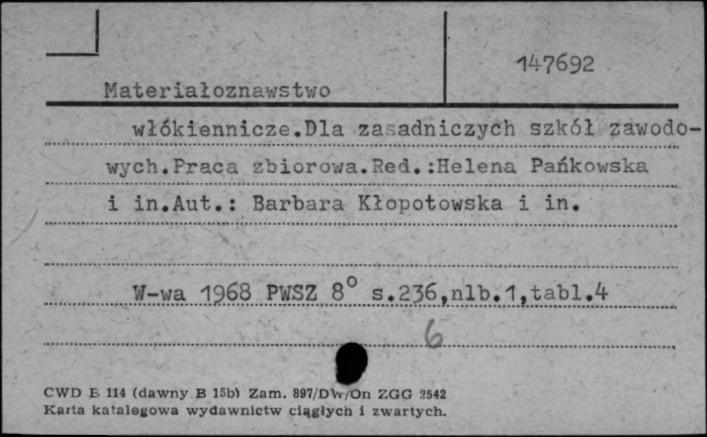 147692
Materiałoznawstwo
włókiennicze.Dla zasadniczych szkół zawodo-
wych.Praca zbiorowa.Red.:Helena Pańkowska
i in.Aut.: Barbara Kłopotowska i in.
W-wa 1968 PWSZ 8° s.236,nlb.1,tabl.4
6
CWD B 114 (dawny B 15b) Zam. 897/DW/On ZGG 2542
Karta katalogowa wydawnictw ciągłych i zwartych.